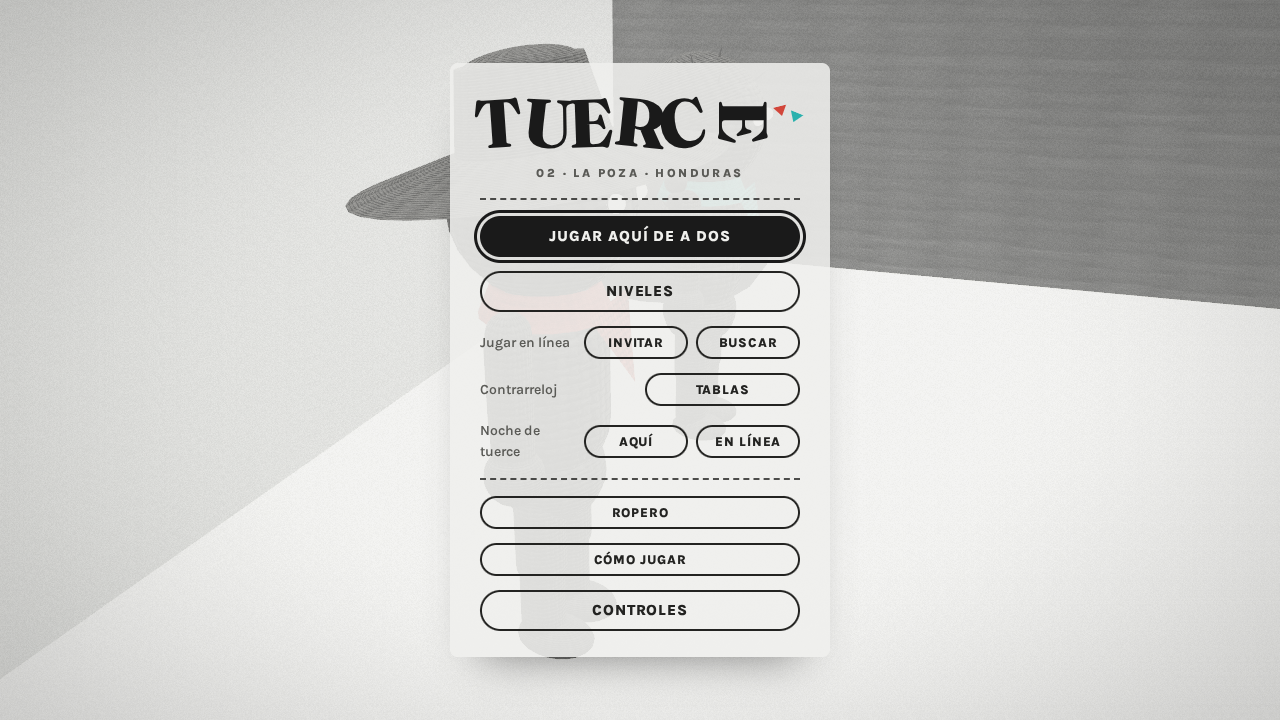 TUERCE
02 · LA POZA · HONDURAS
JUGAR AQUÍ DE A DOS
NIVELES
Jugar en línea INVITAR BUSCAR
Contrarreloj TABLAS
Noche de
tuerce AQUÍ EN LÍNEA
ROPERO
CÓMO JUGAR
CONTROLES